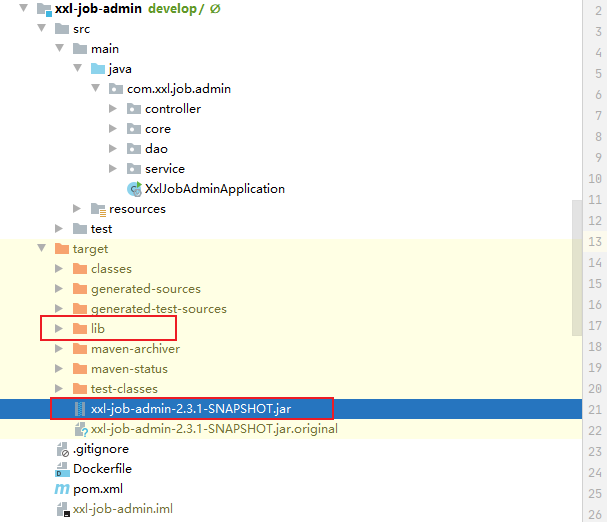 xxl-job-admin develop / Ø
src
main
java
com.xxl.job.admin
controller
core
dao
service
XxlJobAdminApplication
resources
test
target
classes
generated-sources
generated-test-sources
lib
maven-archiver
maven-status
test-classes
xxl-job-admin-2.3.1-SNAPSHOT.jar
xxl-job-admin-2.3.1-SNAPSHOT.jar.original
.gitignore
Dockerfile
pom.xml
xxl-job-admin.iml
2
3
4
5
6
7
8
9
10
11
12
13
14
15
16
17
18
19
20
21
22
23
24
25
26